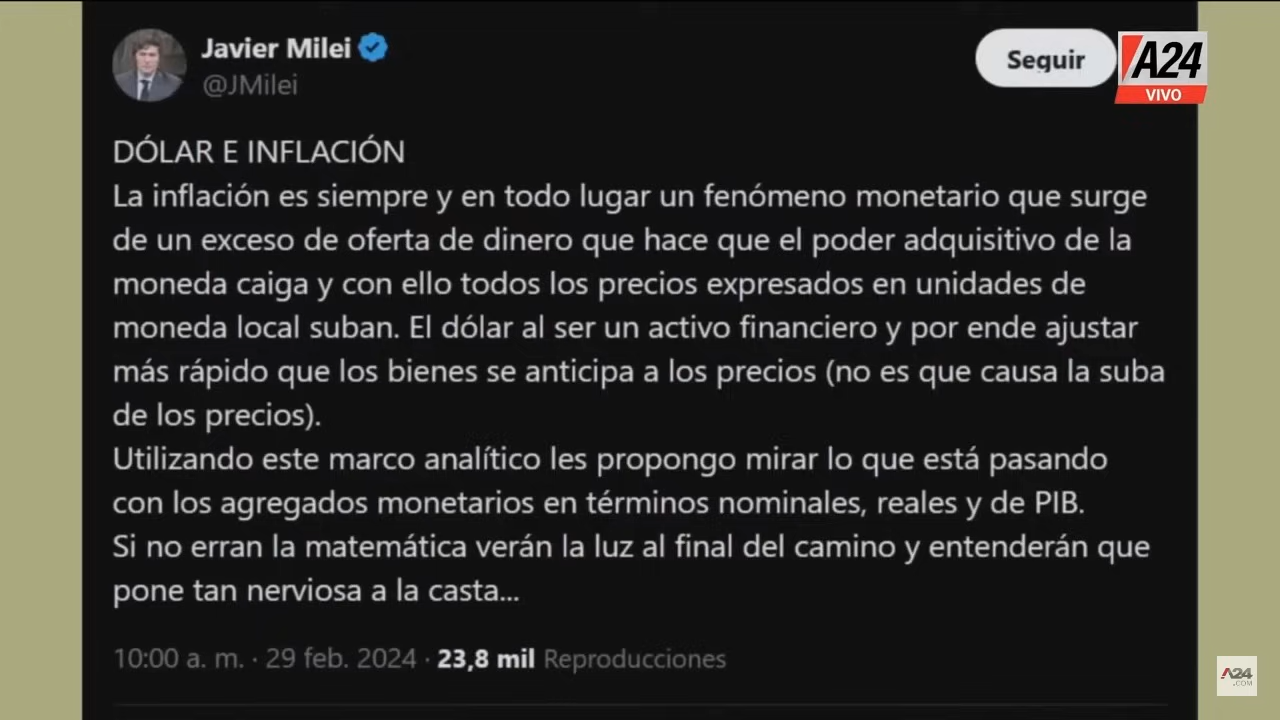 Javier Milei
@JMilei
Seguir
A24
VIVO
DÓLAR E INFLACIÓN
La inflación es siempre y en todo lugar un fenómeno monetario que surge
de un exceso de oferta de dinero que hace que el poder adquisitivo de la
moneda caiga y con ello todos los precios expresados en unidades de
moneda local suban. El dólar al ser un activo financiero y por ende ajustar
más rápido que los bienes se anticipa a los precios (no es que causa la suba
de los precios).
Utilizando este marco analítico les propongo mirar lo que está pasando
con los agregados monetarios en términos nominales, reales y de PIB.
Si no erran la matemática verán la luz al final del camino y entenderán que
pone tan nerviosa a la casta...
10:00 a. m. · 29 feb. 2024 · 23,8 mil Reproducciones
A24
.COM